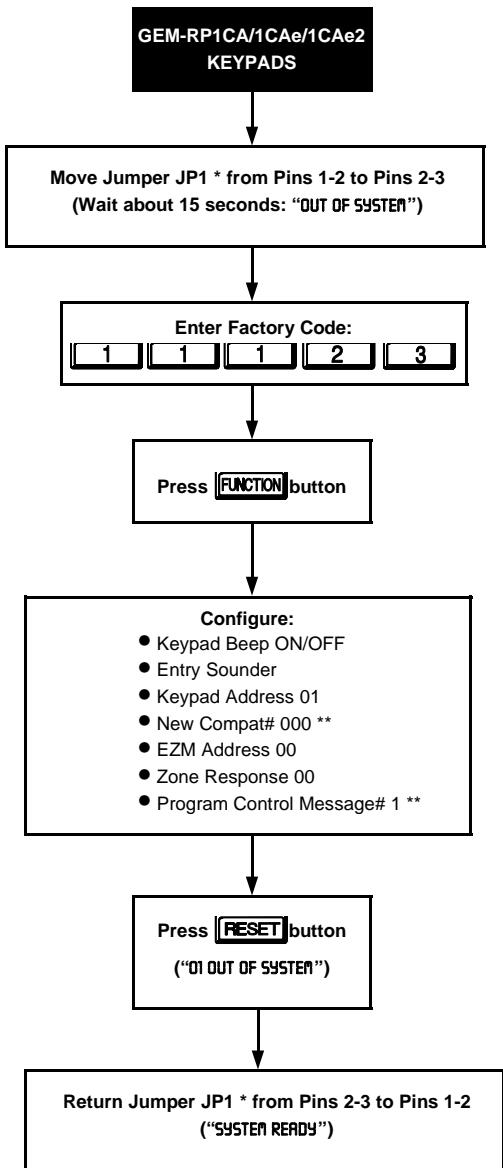 GEM-RP1CA/1CAe/1CAe2
KEYPADS
Move Jumper JP1 * from Pins 1-2 to Pins 2-3
(Wait about 15 seconds: “OUT OF SYSTEM”)
Enter Factory Code:
1 1 1 2 3
Press FUNCTION button
Configure:
● Keypad Beep ON/OFF
● Entry Sounder
● Keypad Address 01
● New Compat# 000 **
● EZM Address 00
● Zone Response 00
● Program Control Message# 1 **
Press RESET button
(“01 OUT OF SYSTEM”)
Return Jumper JP1 * from Pins 2-3 to Pins 1-2
(“SYSTEM READY”)